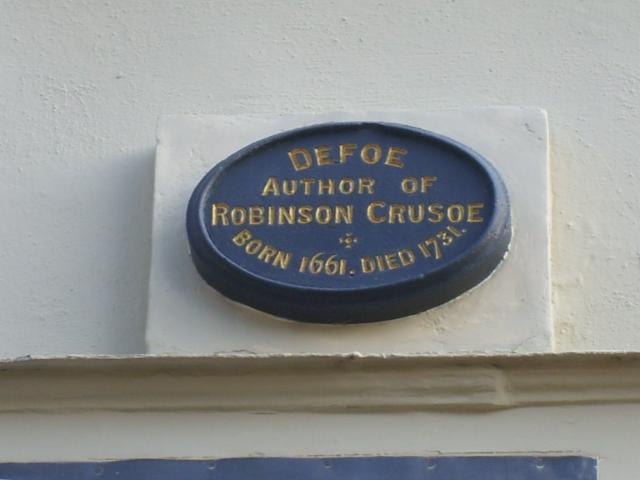 DEFOE
AUTHOR OF
ROBINSON CRUSOE
BORN 1661. DIED 1731.